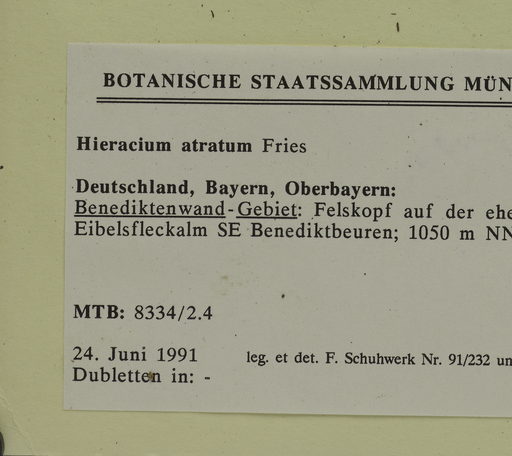 BOTANISCHE STAATSSAMMLUNG MÜN
Hieracium atratum Fries
Deutschland, Bayern, Oberbayern:
Benediktenwand-Gebiet: Felskopf auf der ehe
Eibelsfleckalm SE Benediktbeuren; 1050 m NN
MTB: 8334/2.4
24. Juni 1991 leg. et det. F. Schuhwerk Nr. 91/232 un
Dubletten in: -